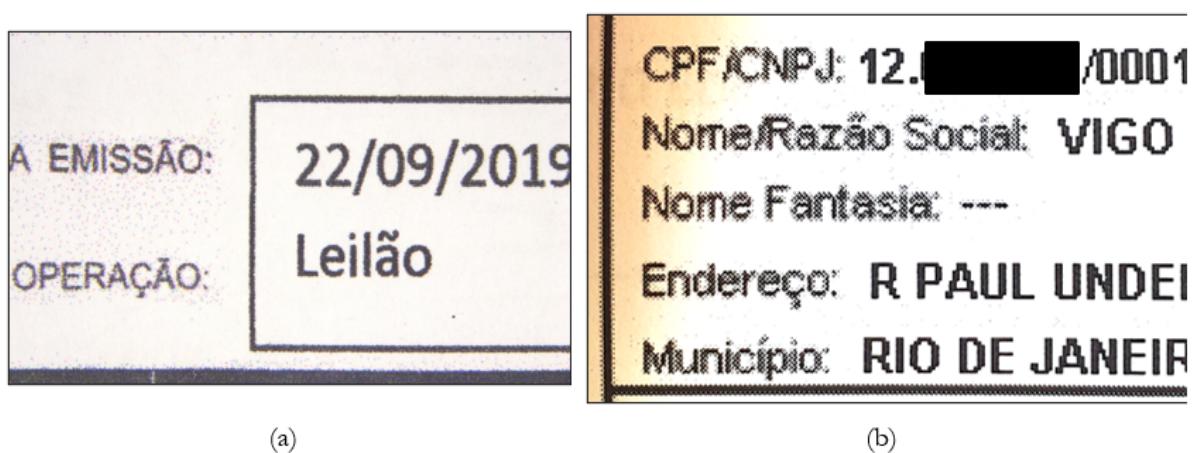 A EMISSÃO: 22/09/2019
OPERAÇÃO: Leilão
CPF/CNPJ: 12. /0001
Nome/Razão Social: VIGO
Nome Fantasia: ---
Endereço: R PAUL UNDE
Município: RIO DE JANEIR
(a) (b)